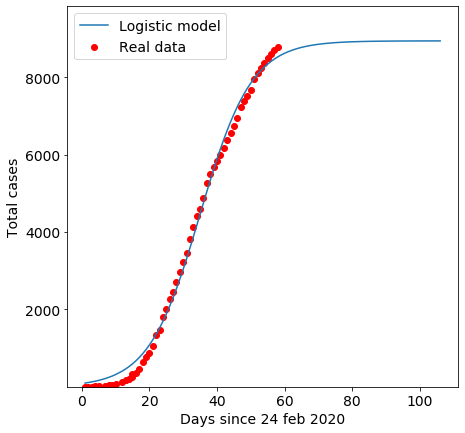 Logistic model
Real data
8000
6000
4000
2000
Total cases
0 20 40 60 80 100
Days since 24 feb 2020